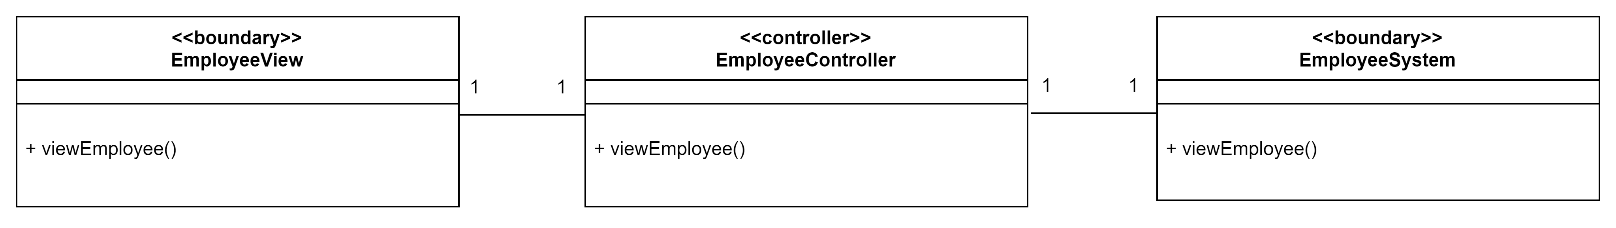 <<boundary>>
EmployeeView
+ viewEmployee()
1
1
<<controller>>
EmployeeController
+ viewEmployee()
1
1
<<boundary>>
EmployeeSystem
+ viewEmployee()